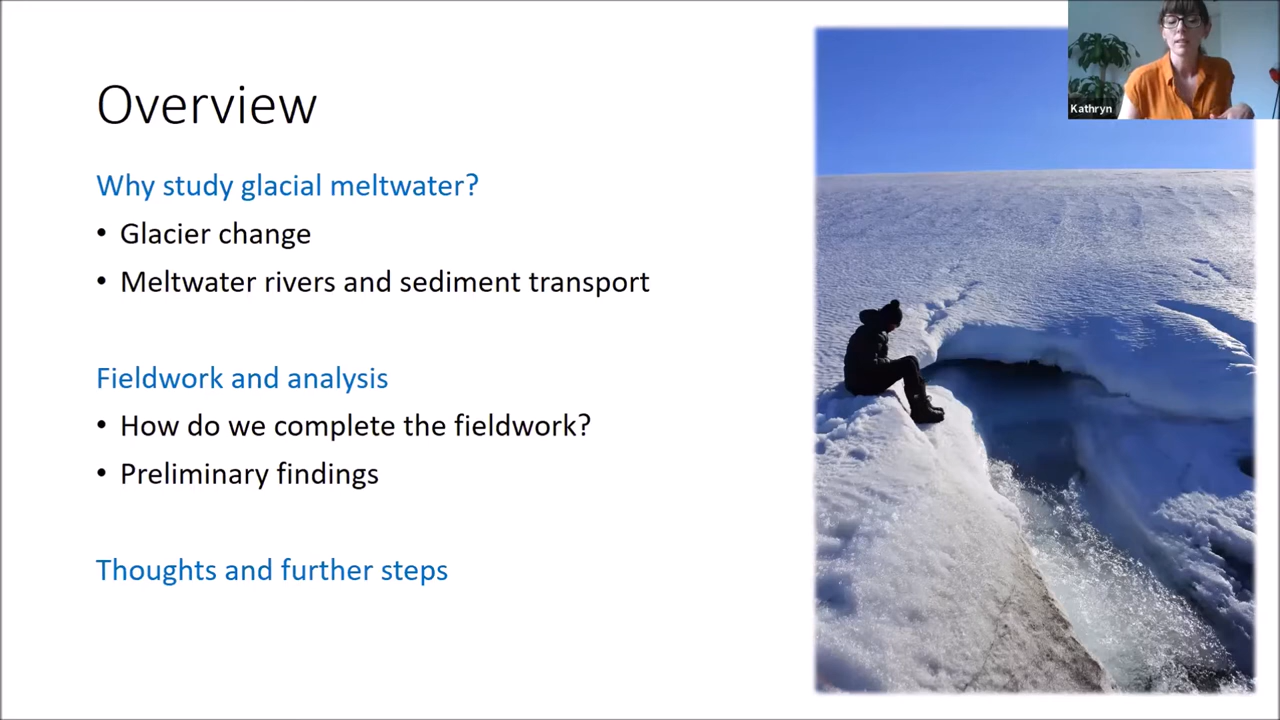 Overview
Why study glacial meltwater?
• Glacier change
• Meltwater rivers and sediment transport
Fieldwork and analysis
• How do we complete the fieldwork?
• Preliminary findings
Thoughts and further steps
Kathryn